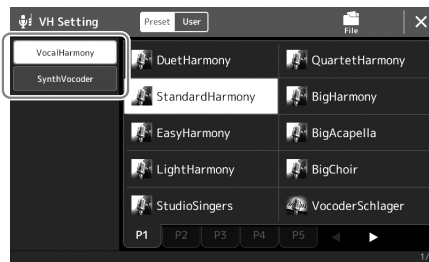 VH Setting
Preset User
File
VocalHarmony
SynthVocoder
DuetHarmony
QuartetHarmony
StandardHarmony
BigHarmony
EasyHarmony
BigAcapella
LightHarmony
BigChoir
StudioSingers
VocoderSchlager
P1 P2 P3 P4 P5
1/